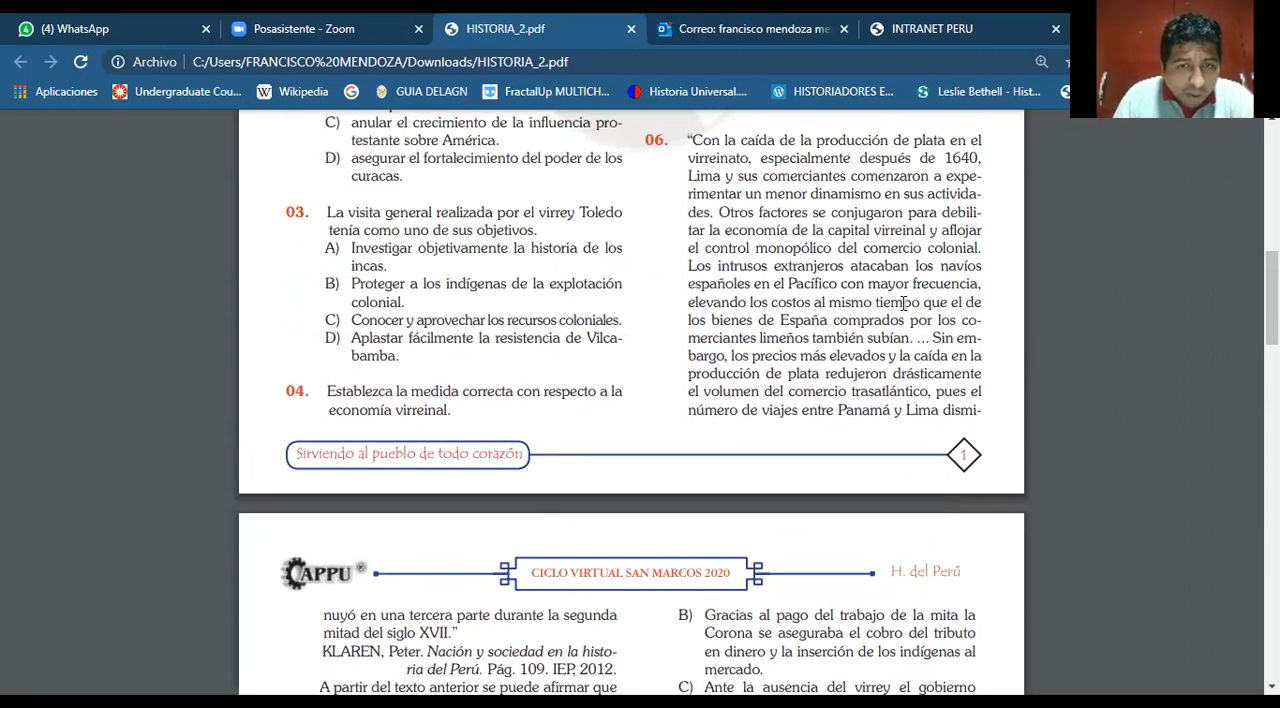 (4) WhatsApp
Posasistente - Zoom
HISTORIA_2.pdf
Correo: francisco mendoza me
INTRANET PERU
Archivo
C:/Users/FRANCISCO%20MENDOZA/Downloads/HISTORIA_2.pdf
Aplicaciones
Undergraduate Cou...
Wikipedia
GUIA DELAGN
FractalUp MULTICH...
Historia Universal....
HISTORIADORES E...
Leslie Bethell - Hist...
C) anular el crecimiento de la influencia pro-
testante sobre América.
D) asegurar el fortalecimiento del poder de los
curacas.
03. La visita general realizada por el virrey Toledo
tenía como uno de sus objetivos.
A) Investigar objetivamente la historia de los
incas.
B) Proteger a los indígenas de la explotación
colonial.
C) Conocer y aprovechar los recursos coloniales.
D) Aplastar fácilmente la resistencia de Vilca-
bamba.
04. Establezca la medida correcta con respecto a la
economía virreinal.
06. “Con la caída de la producción de plata en el
virreinato, especialmente después de 1640,
Lima y sus comerciantes comenzaron a expe-
rimentar un menor dinamismo en sus activida-
des. Otros factores se conjugaron para debili-
tar la economía de la capital virreinal y aflojar
el control monopólico del comercio colonial.
Los intrusos extranjeros atacaban los navíos
españoles en el Pacífico con mayor frecuencia,
elevando los costos al mismo tiempo que el de
los bienes de España comprados por los co-
merciantes limeños también subían. ... Sin em-
bargo, los precios más elevados y la caída en la
producción de plata redujeron drásticamente
el volumen del comercio trasatlántico, pues el
número de viajes entre Panamá y Lima dismi-
Sirviendo al pueblo de todo corazón
1
APPU ®
CICLO VIRTUAL SAN MARCOS 2020
H. del Perú
nuyó en una tercera parte durante la segunda
mitad del siglo XVII.”
KLAREN, Peter. Nación y sociedad en la histo-
ria del Perú. Pág. 109. IEP, 2012.
A partir del texto anterior se puede afirmar que
B) Gracias al pago del trabajo de la mita la
Corona se aseguraba el cobro del tributo
en dinero y la inserción de los indígenas al
mercado.
C) Ante la ausencia del virrey el gobierno